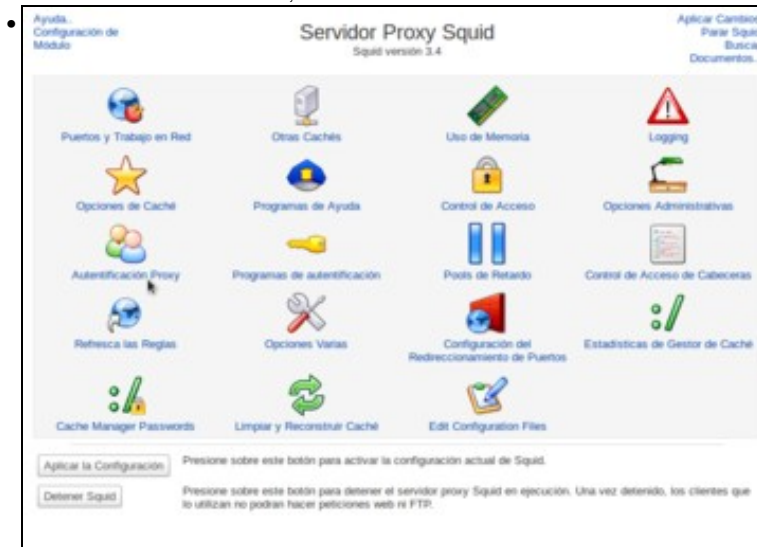 Ayuda..
Configuración de
Módulo
Servidor Proxy Squid
Squid versión 3.4
Aplicar Cambios
Parar Squid
Busca
Documentos..
Puertos y Trabajo en Red
Otras Cachés
Uso de Memoria
Logging
Opciones de Caché
Programas de Ayuda
Control de Acceso
Opciones Administrativas
Autentificación Proxy
Programas de autentificación
Pools de Retardo
Control de Acceso de Cabeceras
Refresca las Reglas
Opciones Varias
Configuración del
Redireccionamiento de Puertos
Estadísticas de Gestor de Caché
Cache Manager Passwords
Limpiar y Reconstruir Caché
Edit Configuration Files
Aplicar la Configuración
Presione sobre este botón para activar la configuración actual de Squid.
Detener Squid
Presione sobre este botón para detener el servidor proxy Squid en ejecución. Una vez detenido, los clientes que
lo utilizan no podran hacer peticiones web ni FTP.